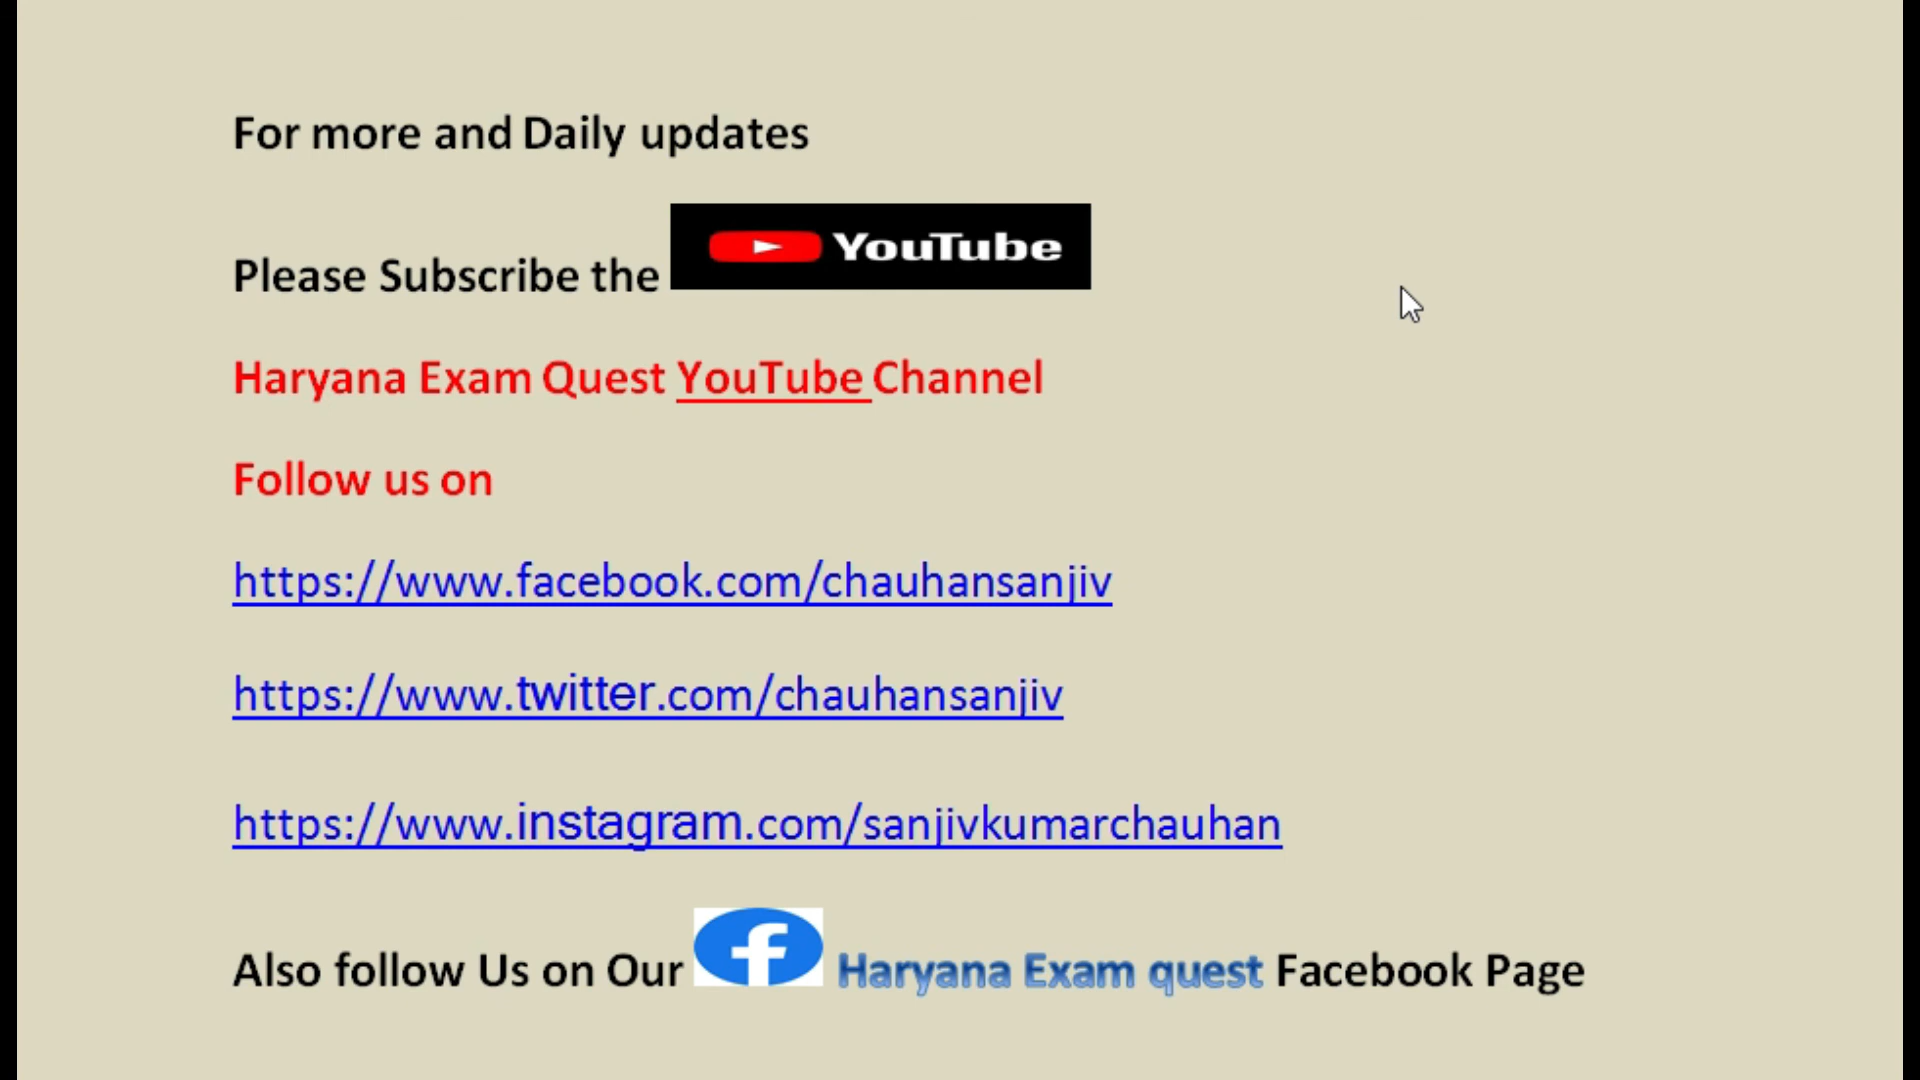 For more and Daily updates
Please Subscribe the YouTube
Haryana Exam Quest YouTube Channel
Follow us on
https://www.facebook.com/chauhansanjiv
https://www.twitter.com/chauhansanjiv
https://www.instagram.com/sanjivkumarchauhan
Also follow Us on Our f Haryana Exam quest Facebook Page